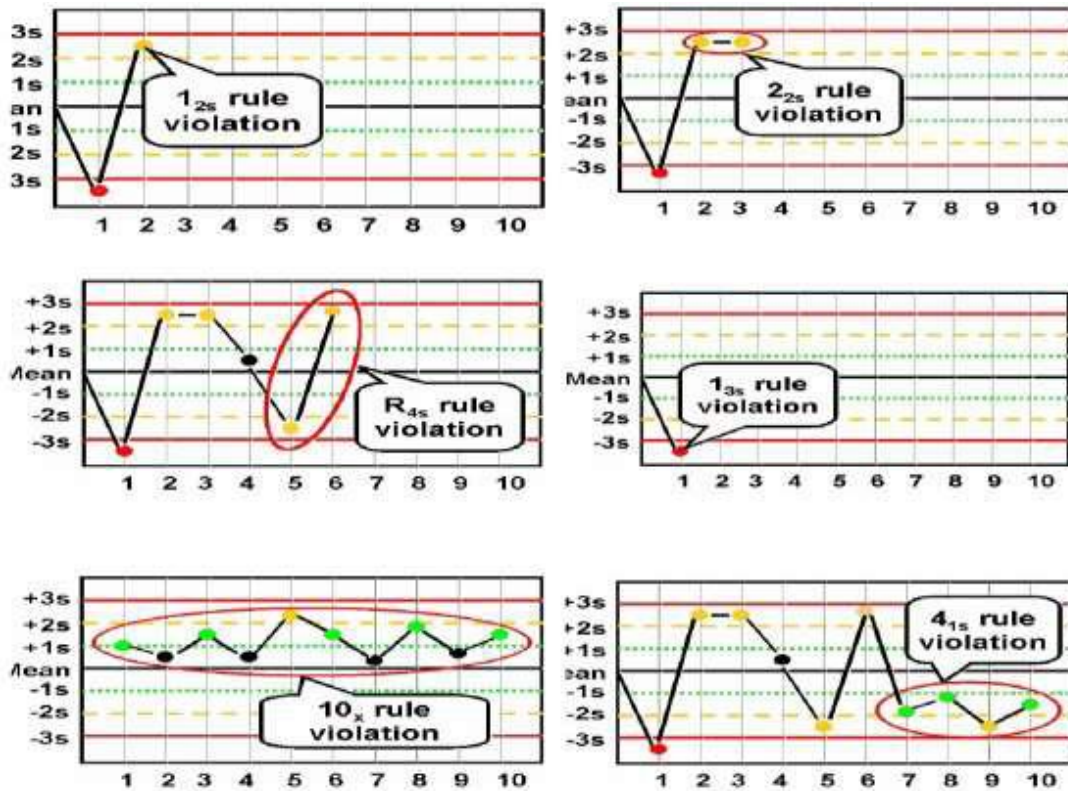 3s
2s
1s
an
1s
2s
3s
1₂ₛ rule
violation
1 2 3 4 5 6 7 8 9 10
+3s
+2s
+1s
ean
-1s
-2s
-3s
2₂ₛ rule
violation
1 2 3 4 5 6 7 8 9 10
+3s
+2s
+1s
Mean
-1s
-2s
-3s
R₄ₛ rule
violation
1 2 3 4 5 6 7 8 9 10
+3s
+2s
+1s
Mean
-1s
-2s
-3s
1₃ₛ rule
violation
1 2 3 4 5 6 7 8 9 10
+3s
+2s
+1s
Mean
-1s
-2s
-3s
10ₓ rule
violation
1 2 3 4 5 6 7 8 9 10
+3s
+2s
+1s
ean
-1s
-2s
-3s
4₁ₛ rule
violation
1 2 3 4 5 6 7 8 9 10